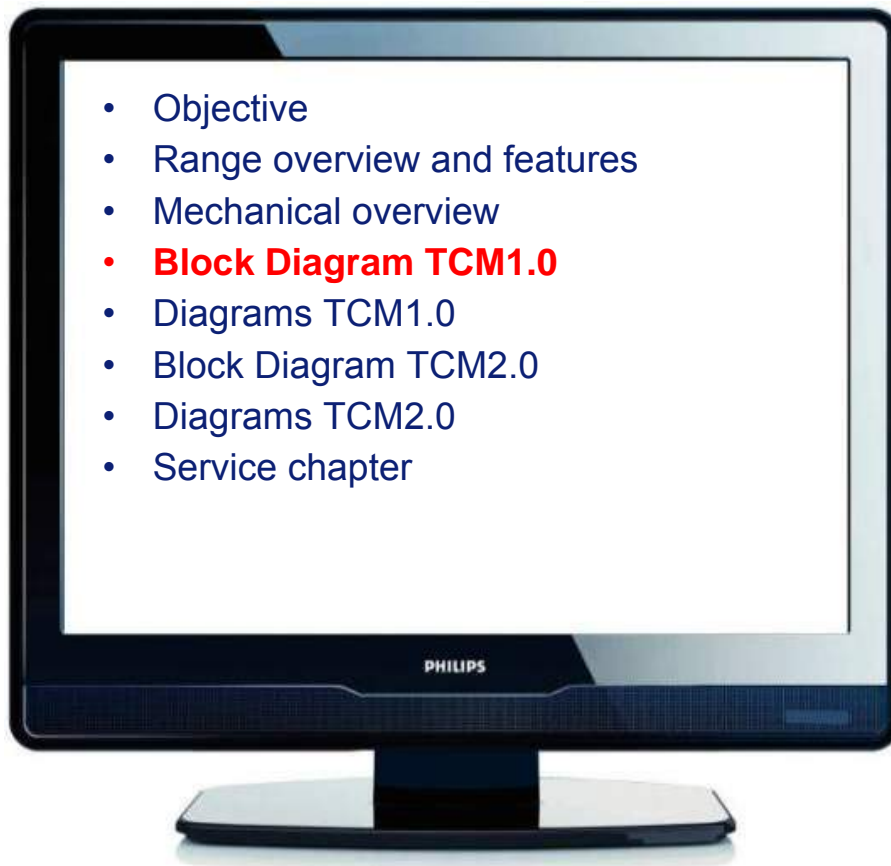 • Objective
• Range overview and features
• Mechanical overview
• Block Diagram TCM1.0
• Diagrams TCM1.0
• Block Diagram TCM2.0
• Diagrams TCM2.0
• Service chapter
PHILIPS